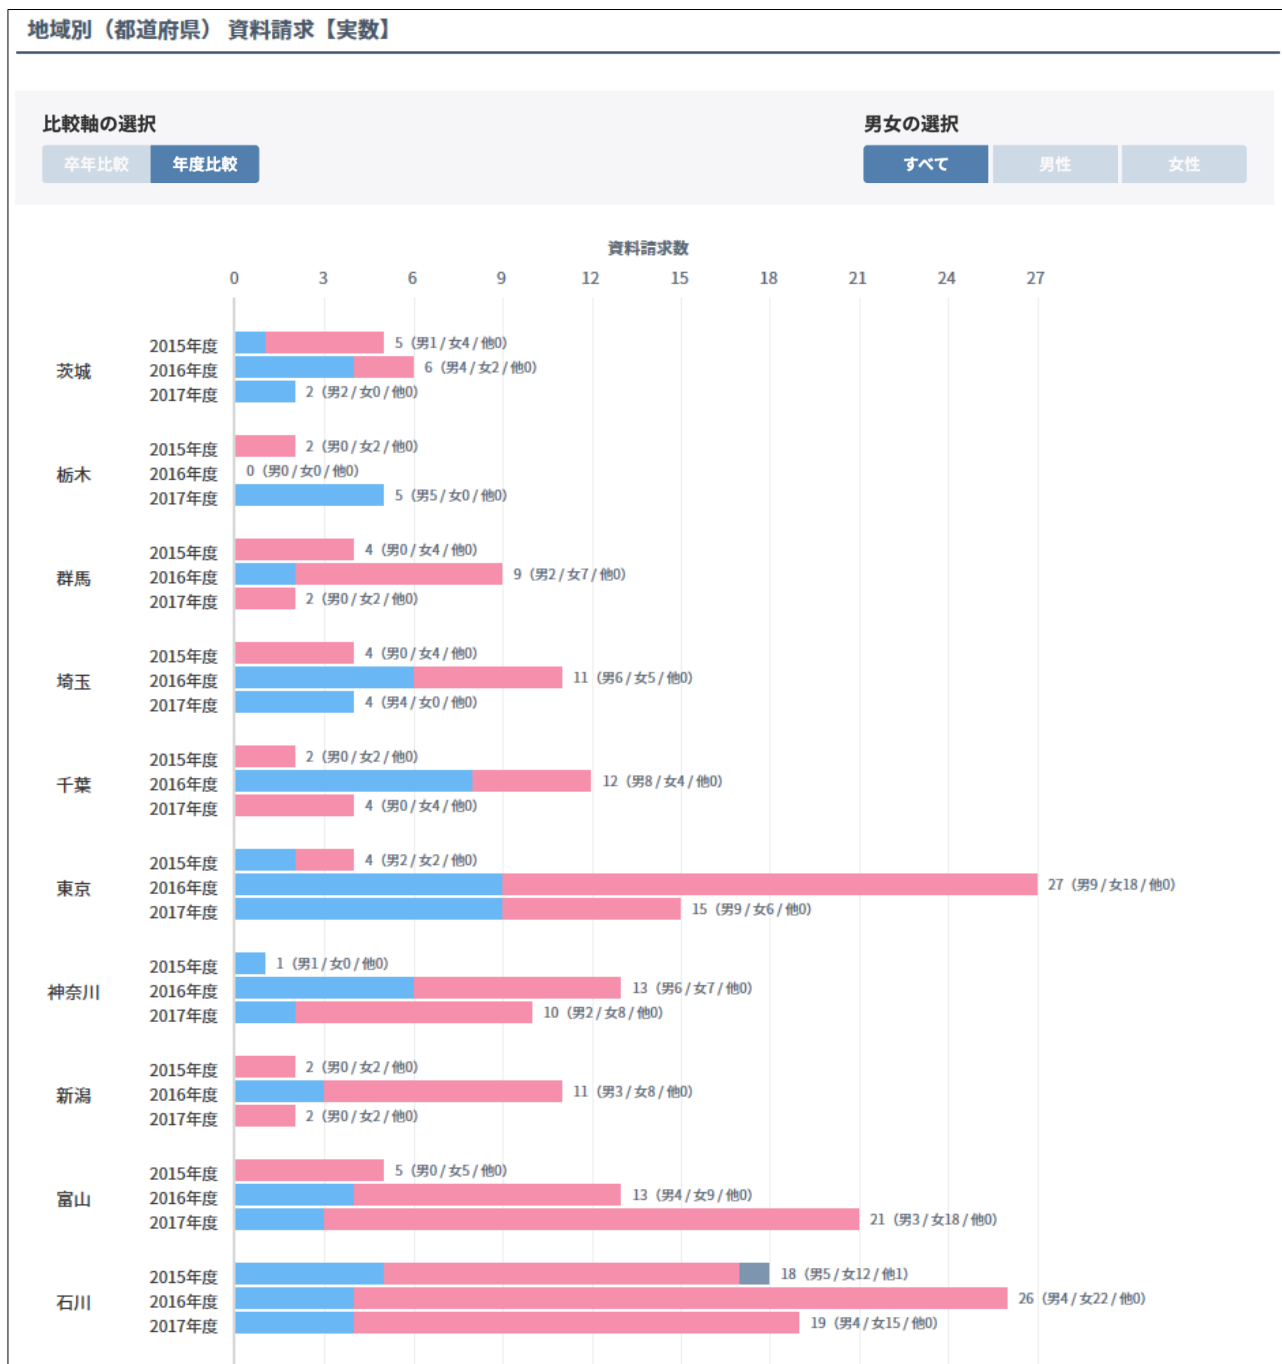 地域別（都道府県） 資料請求【実数】
比較軸の選択
男女の選択
卒年比較 年度比較
すべて 男性 女性
資料請求数
0 3 6 9 12 15 18 21 24 27
茨城
2015年度 5（男1 / 女4 / 他0）
2016年度 6（男4 / 女2 / 他0）
2017年度 2（男2 / 女0 / 他0）
栃木
2015年度 2（男0 / 女2 / 他0）
2016年度 0（男0 / 女0 / 他0）
2017年度 5（男5 / 女0 / 他0）
群馬
2015年度 4（男0 / 女4 / 他0）
2016年度 9（男2 / 女7 / 他0）
2017年度 2（男0 / 女2 / 他0）
埼玉
2015年度 4（男0 / 女4 / 他0）
2016年度 11（男6 / 女5 / 他0）
2017年度 4（男4 / 女0 / 他0）
千葉
2015年度 2（男0 / 女2 / 他0）
2016年度 12（男8 / 女4 / 他0）
2017年度 4（男0 / 女4 / 他0）
東京
2015年度 4（男2 / 女2 / 他0）
2016年度 27（男9 / 女18 / 他0）
2017年度 15（男9 / 女6 / 他0）
神奈川
2015年度 1（男1 / 女0 / 他0）
2016年度 13（男6 / 女7 / 他0）
2017年度 10（男2 / 女8 / 他0）
新潟
2015年度 2（男0 / 女2 / 他0）
2016年度 11（男3 / 女8 / 他0）
2017年度 2（男0 / 女2 / 他0）
富山
2015年度 5（男0 / 女5 / 他0）
2016年度 13（男4 / 女9 / 他0）
2017年度 21（男3 / 女18 / 他0）
石川
2015年度 18（男5 / 女12 / 他1）
2016年度 26（男4 / 女22 / 他0）
2017年度 19（男4 / 女15 / 他0）